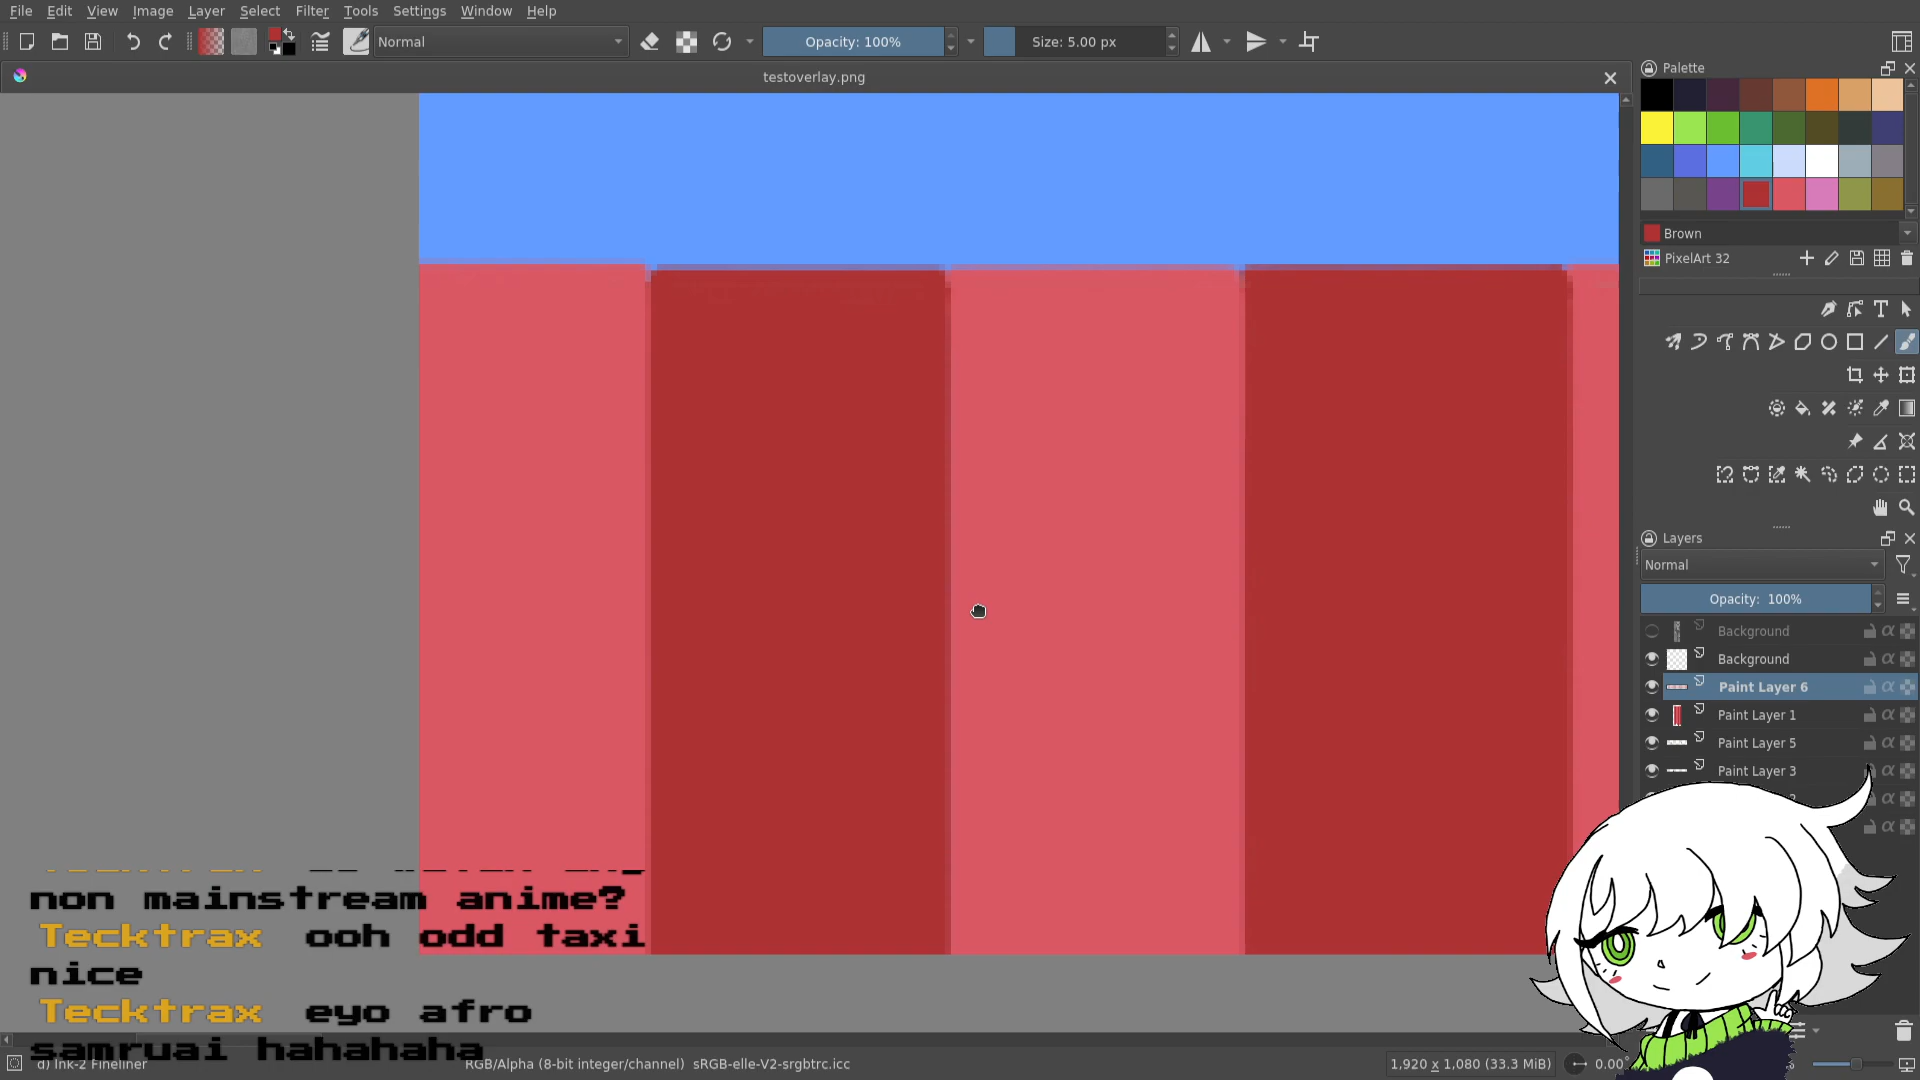 File Edit View Image Layer Select Filter Tools Settings Window Help
Normal
Opacity: 100%
Size: 5.00 px
testoverlay.png
Palette
Brown
PixelArt 32
Layers
Normal
Opacity: 100%
Background
Background
Paint Layer 6
Paint Layer 1
Paint Layer 5
Paint Layer 3
non mainstream anime?
Tecktrax ooh odd taxi
nice
Tecktrax eyo afro
samruai hahahaha
d) Ink-2 Fineliner
RGB/Alpha (8-bit integer/channel) sRGB-elle-V2-srgbtrc.icc
1,920 x 1,080 (33.3 MiB)
0.00°